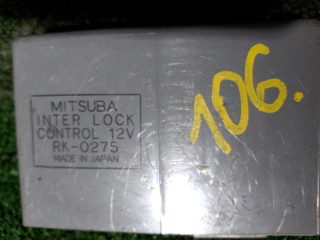 MITSUBA
INTER LOCK
CONTROL 12V
RK-0275
MADE IN JAPAN
106.